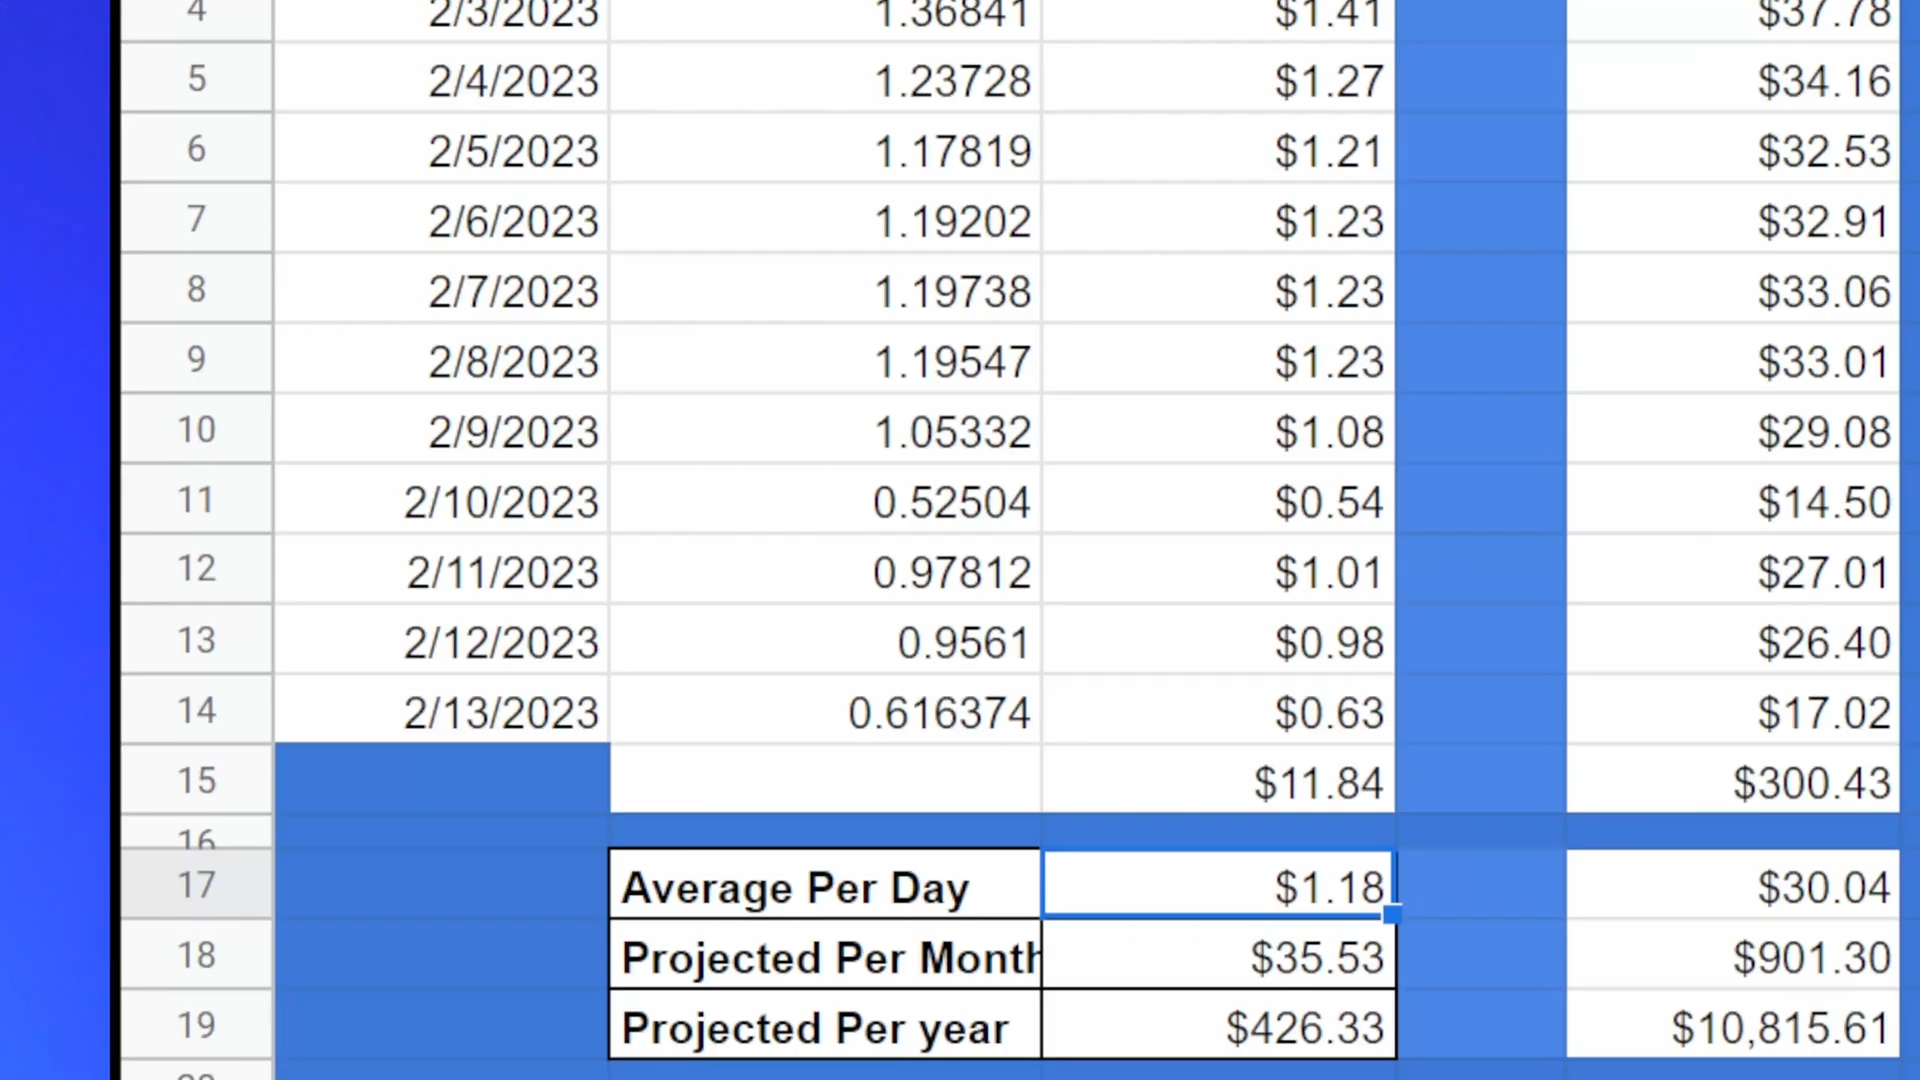 4 2/3/2023 1.36841 $1.41 $37.78
5 2/4/2023 1.23728 $1.27 $34.16
6 2/5/2023 1.17819 $1.21 $32.53
7 2/6/2023 1.19202 $1.23 $32.91
8 2/7/2023 1.19738 $1.23 $33.06
9 2/8/2023 1.19547 $1.23 $33.01
10 2/9/2023 1.05332 $1.08 $29.08
11 2/10/2023 0.52504 $0.54 $14.50
12 2/11/2023 0.97812 $1.01 $27.01
13 2/12/2023 0.9561 $0.98 $26.40
14 2/13/2023 0.616374 $0.63 $17.02
15 $11.84 $300.43
16
17 Average Per Day $1.18 $30.04
18 Projected Per Month $35.53 $901.30
19 Projected Per year $426.33 $10,815.61